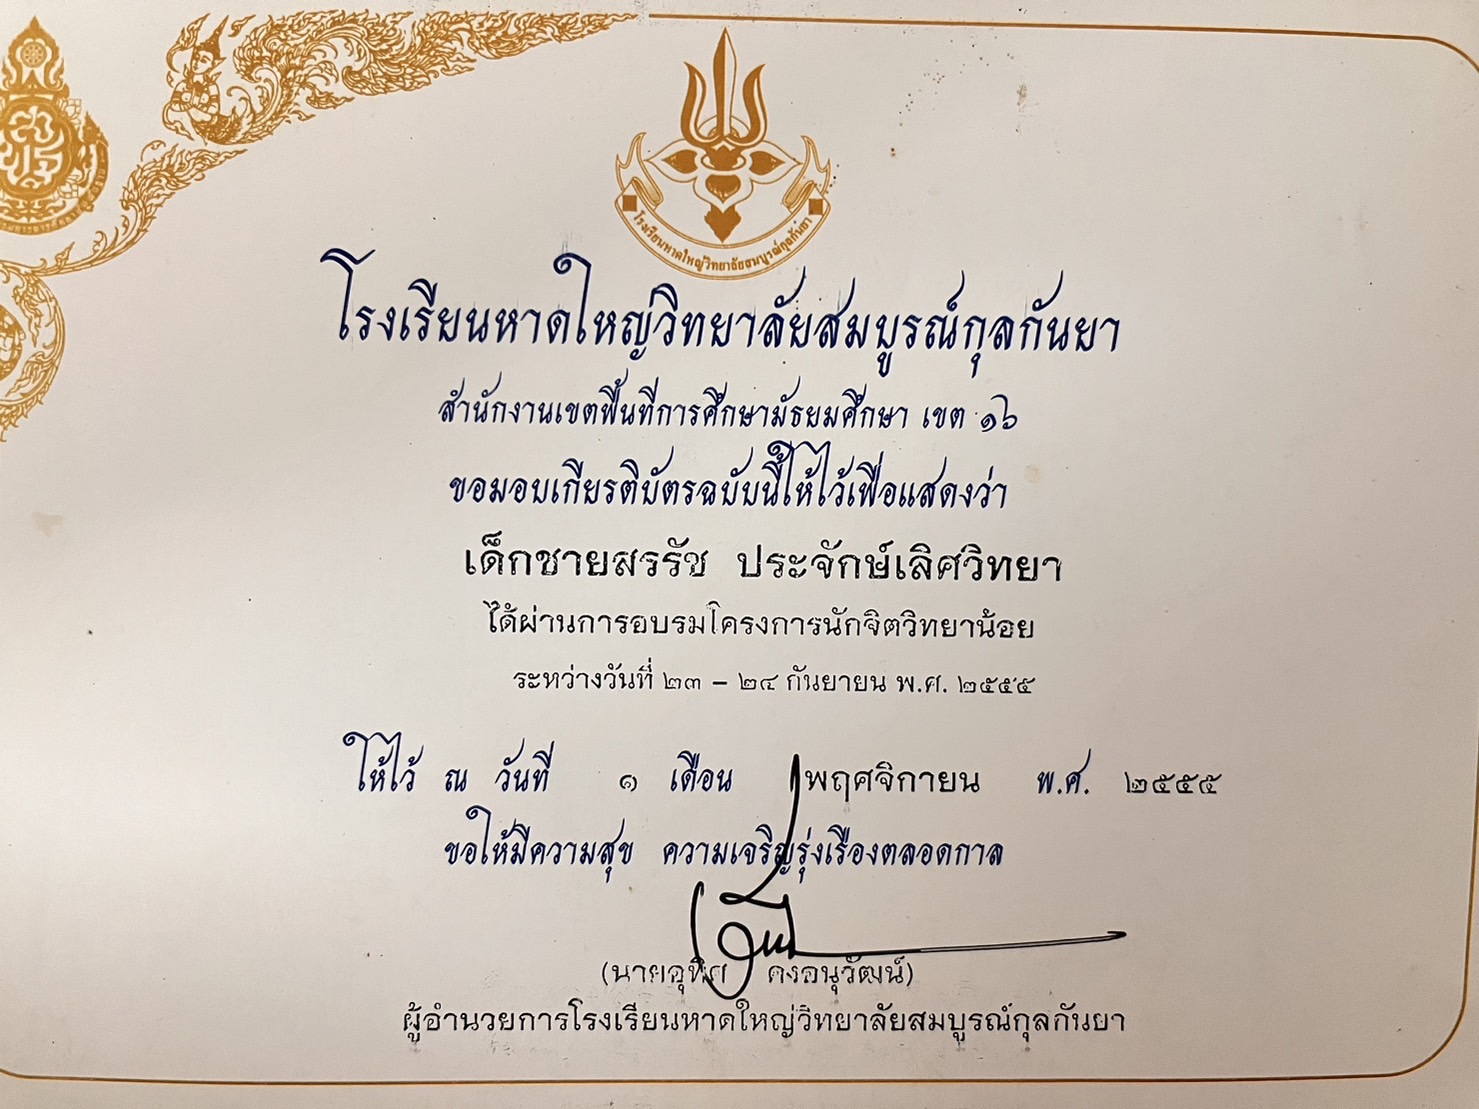 โรงเรียนหาดใหญ่วิทยาลัยสมบูรณ์กุลกันยา
โรงเรียนหาดใหญ่วิทยาลัยสมบูรณ์กุลกันยา
สำนักงานเขตพื้นที่การศึกษามัธยมศึกษา เขต ๑๖
ขอมอบเกียรติบัตรฉบับนี้ให้ไว้เพื่อแสดงว่า
เด็กชายสรรัช ประจักษ์เลิศวิทยา
ได้ผ่านการอบรมโครงการนักจิตวิทยาน้อย
ระหว่างวันที่ ๒๓ – ๒๔ กันยายน พ.ศ. ๒๕๕๕
ให้ไว้ ณ วันที่ ๑ เดือน พฤศจิกายน พ.ศ. ๒๕๕๕
ขอให้มีความสุข ความเจริญรุ่งเรืองตลอดกาล
(นายอุทิศ คงอนุวัฒน์)
ผู้อำนวยการโรงเรียนหาดใหญ่วิทยาลัยสมบูรณ์กุลกันยา